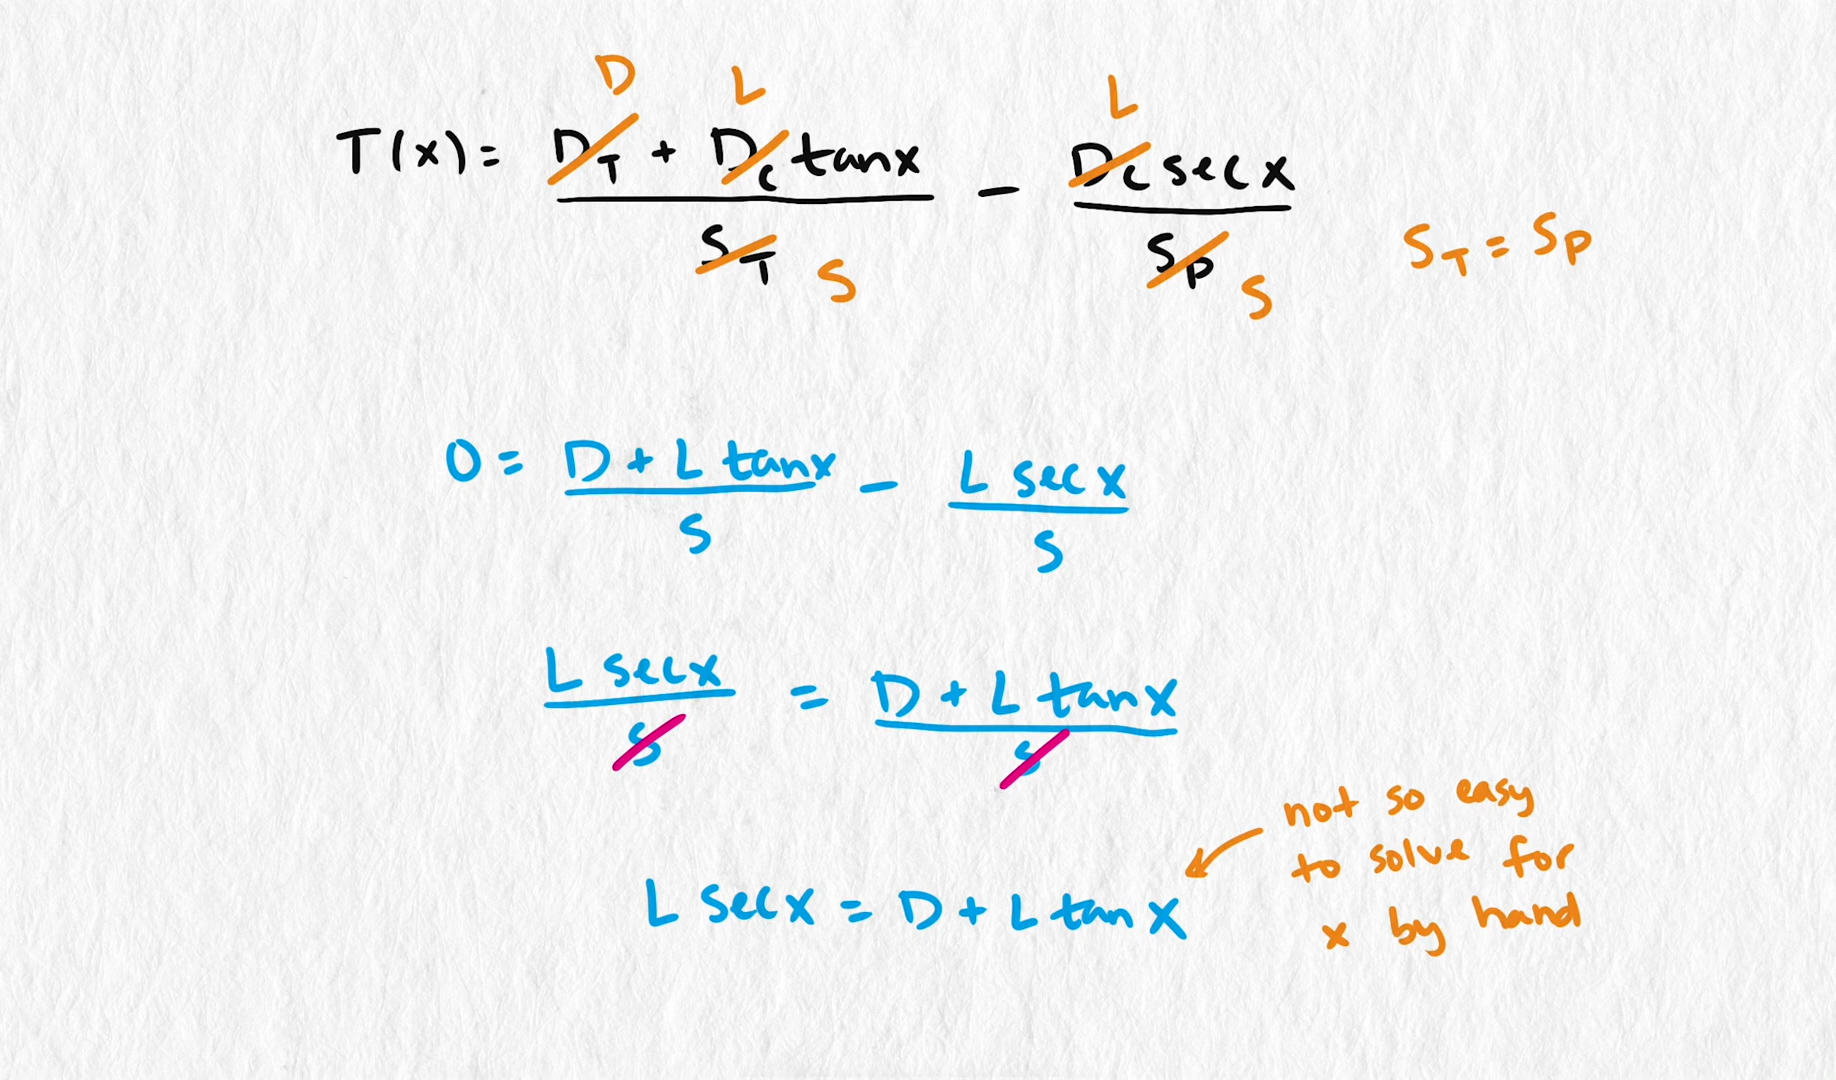 D L L
T(x) = D_T + D_C tanx / S_T − D_C secx / S_P
S S S_T = S_P
0 = D + L tanx / S − L secx / S
L secx / S = D + L tanx / S
L secx = D + L tanx
not so easy
to solve for
x by hand